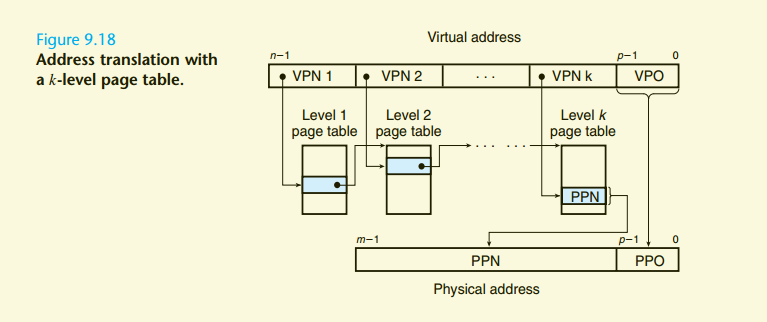 Figure 9.18
Address translation with
a k-level page table.
Virtual address
n–1 p–1 0
VPN 1 VPN 2 · · · VPN k VPO
Level 1 Level 2 Level k
page table page table page table
· · · · · ·
PPN
m–1 p–1 0
PPN PPO
Physical address